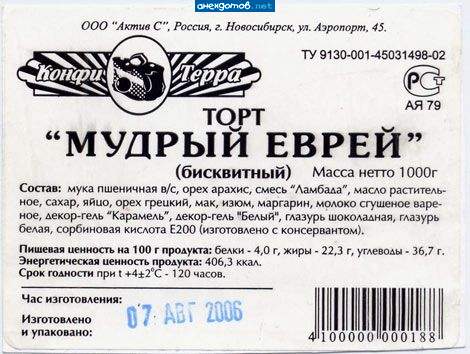 анекдотов.net
ООО "Актив С", Россия, г. Новосибирск, ул. Аэропорт, 45.
ТУ 9130-001-45031498-02
Конфи Терра
РСТ
АЯ 79
ТОРТ
"МУДРЫЙ ЕВРЕЙ"
(бисквитный) Масса нетто 1000г
Состав: мука пшеничная в/с, орех арахис, смесь "Ламбада", масло раститель-
ное, сахар, яйцо, орех грецкий, мак, изюм, маргарин, молоко сгущеное варе-
ное, декор-гель "Карамель", декор-гель "Белый", глазурь шоколадная, глазурь
белая, сорбиновая кислота Е200 (изготовлено с консервантом).
Пищевая ценность на 100 г продукта: белки - 4,0 г, жиры - 22,3 г, углеводы - 36,7 г.
Энергетическая ценность продукта: 406,3 ккал.
Срок годности при t +4±2°С - 120 часов.
Час изготовления:
Изготовлено
и упаковано:
07 АВГ 2006
4100000000188